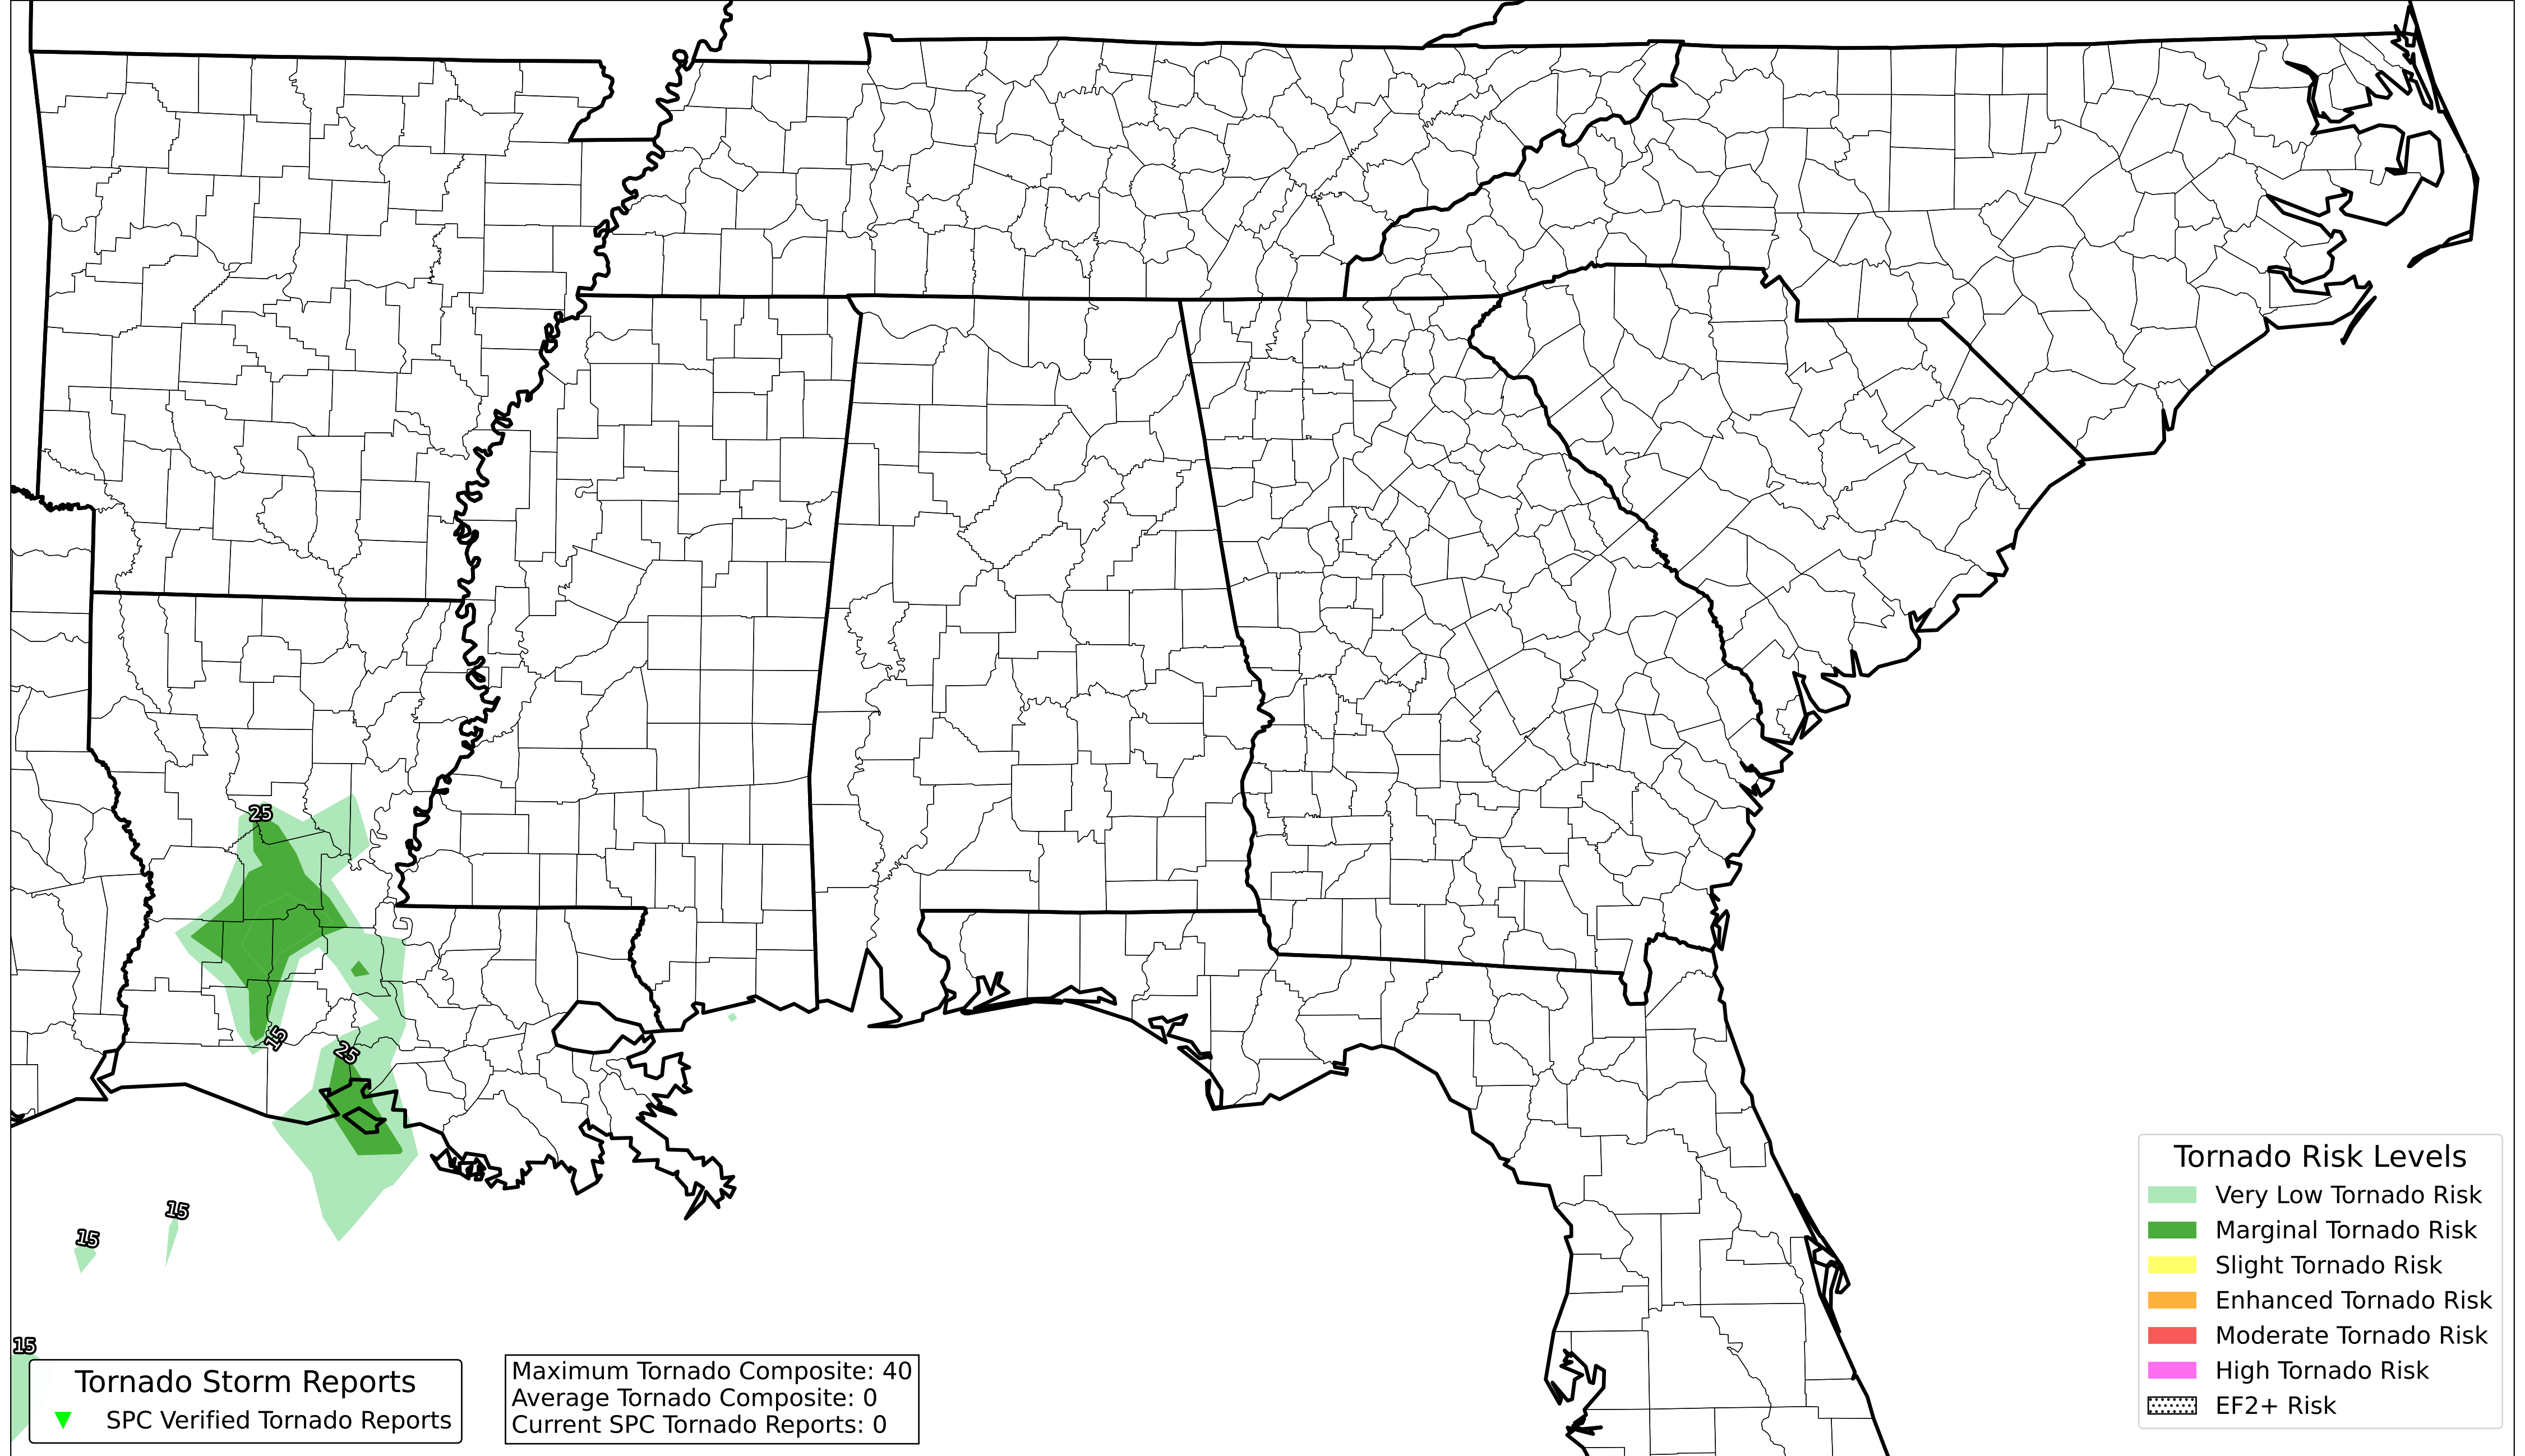 25
15
25
15
15
15
Tornado Storm Reports
SPC Verified Tornado Reports
Maximum Tornado Composite: 40
Average Tornado Composite: 0
Current SPC Tornado Reports: 0
Tornado Risk Levels
Very Low Tornado Risk
Marginal Tornado Risk
Slight Tornado Risk
Enhanced Tornado Risk
Moderate Tornado Risk
High Tornado Risk
EF2+ Risk